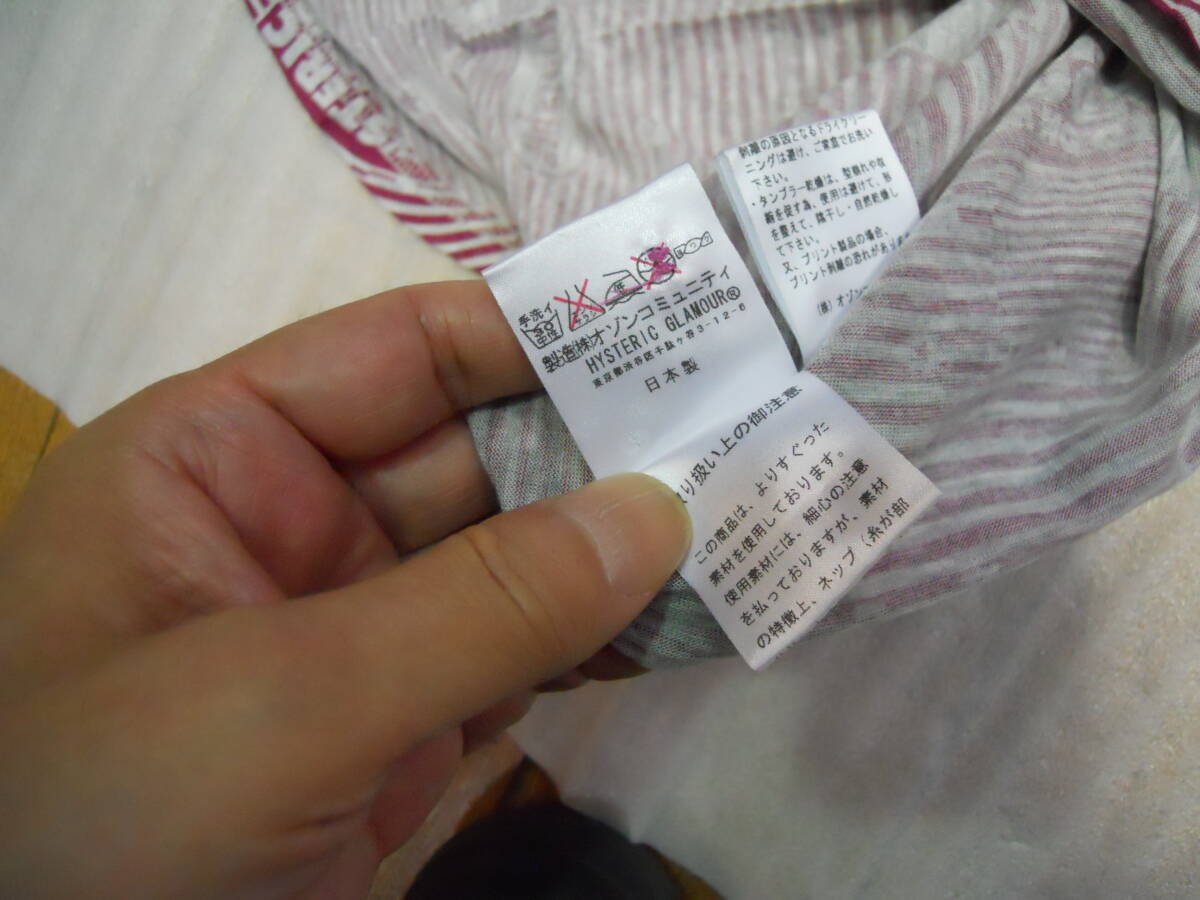 STERIC
手洗イ
30
中性
低
製造㈱オゾンコミュニティ
HYSTERIC GLAMOUR®
東京都渋谷区千駄ヶ谷3-12-6
日本製
り扱い上の御注意
この商品は、よりすぐった
素材を使用しております。
使用素材には、細心の注意
を払っておりますが、素材
の特徴上、ネップ(糸が部
剥離の原因となるドライクリー
ニングは避け、ご家庭でお洗い
下さい。
・タンブラー乾燥は、型崩れや収
縮を促す為、使用は避けて、形
を整えて、陰干し・自然乾燥し
て下さい。
又、プリント製品の場合、
プリント剥離の恐れがあります
(株)オゾン